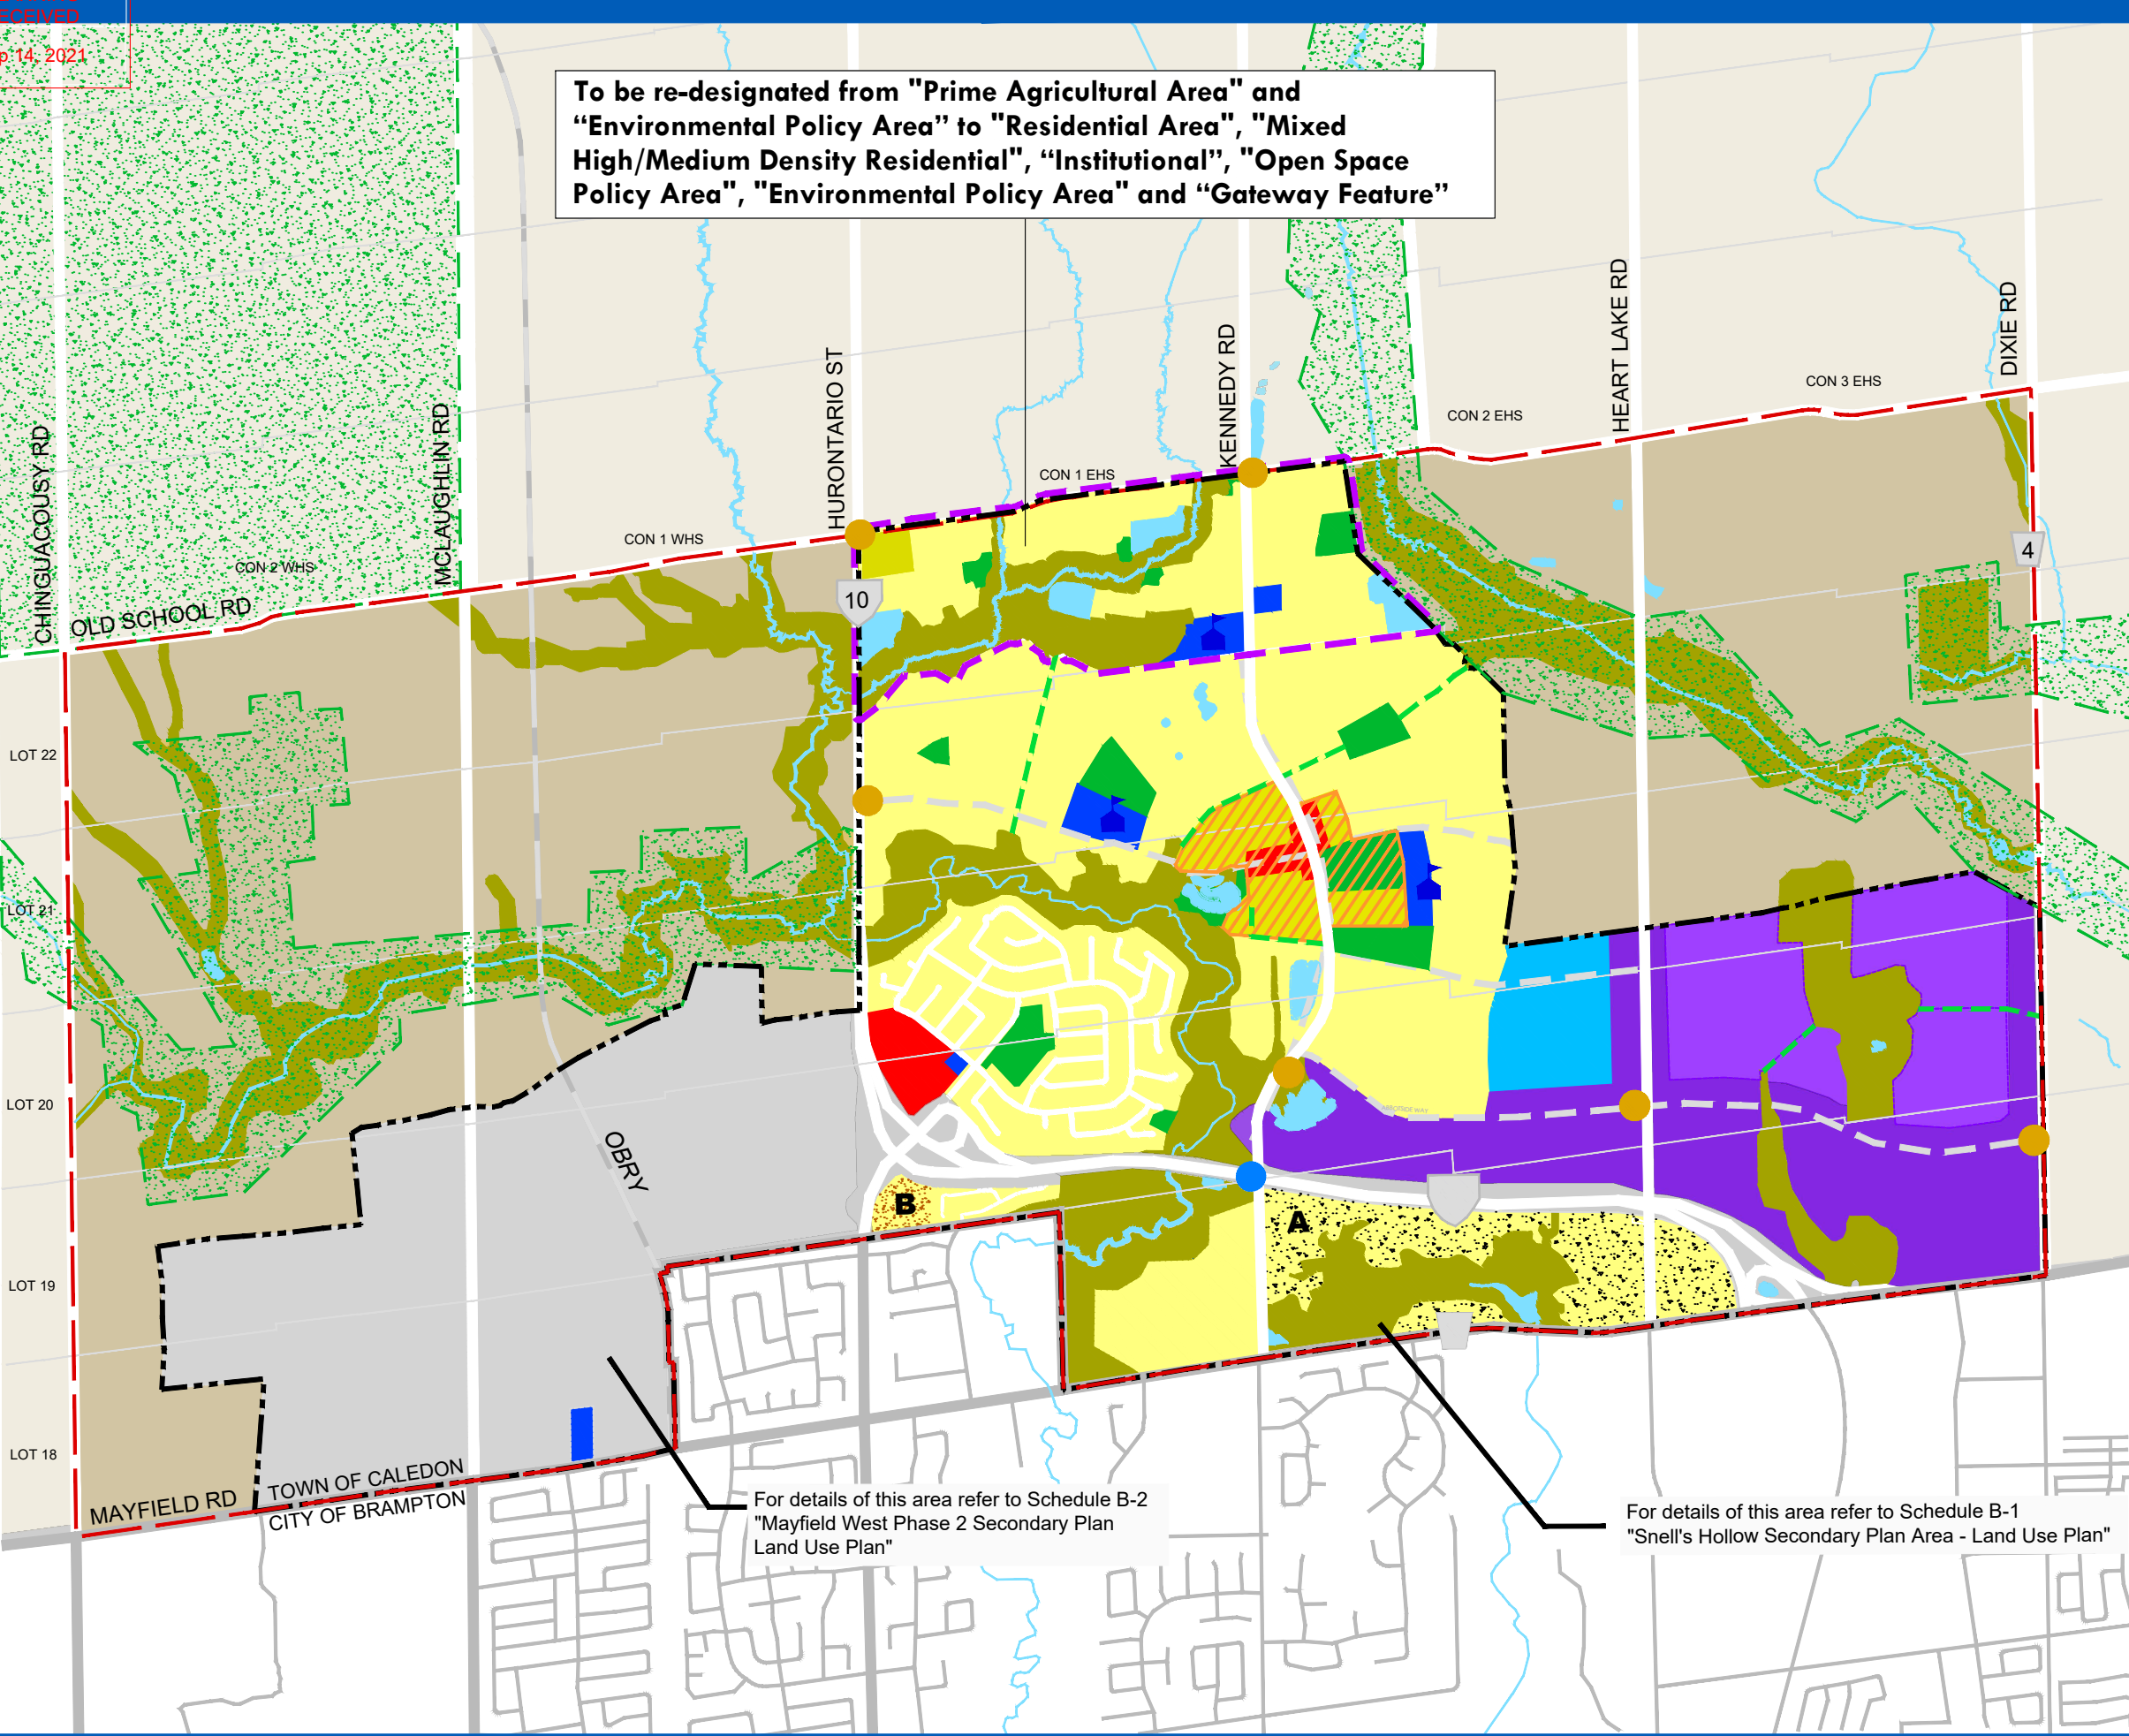 RECEIVED
14, 2021
To be re-designated from "Prime Agricultural Area" and
“Environmental Policy Area” to "Residential Area", "Mixed
High/Medium Density Residential", “Institutional”, "Open Space
Policy Area", "Environmental Policy Area" and “Gateway Feature”
CHINGUACOUSY RD
MCLAUGHLIN RD
HURONTARIO ST
KENNEDY RD
HEART LAKE RD
DIXIE RD
CON 3 EHS
CON 2 EHS
CON 1 EHS
CON 1 WHS
CON 2 WHS
OLD SCHOOL RD
4
10
LOT 22
LOT 21
LOT 20
LOT 19
LOT 18
OBRY
B
A
MAYFIELD RD
TOWN OF CALEDON
CITY OF BRAMPTON
For details of this area refer to Schedule B-2
"Mayfield West Phase 2 Secondary Plan
Land Use Plan"
For details of this area refer to Schedule B-1
"Snell's Hollow Secondary Plan Area - Land Use Plan"